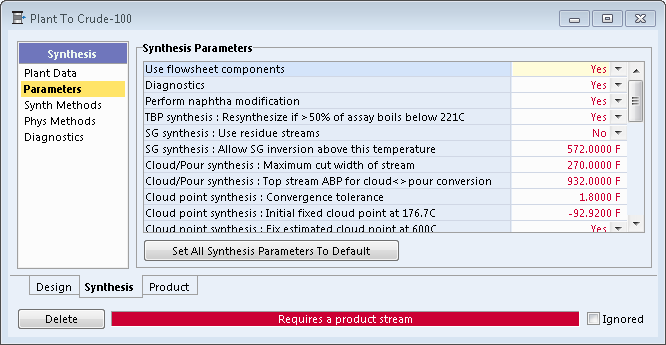 Plant To Crude-100
Synthesis
Plant Data
Parameters
Synth Methods
Phys Methods
Diagnostics
Synthesis Parameters
Use flowsheet components Yes
Diagnostics Yes
Perform naphtha modification Yes
TBP synthesis : Resynthesize if >50% of assay boils below 221C Yes
SG synthesis : Use residue streams No
SG synthesis : Allow SG inversion above this temperature 572.0000 F
Cloud/Pour synthesis : Maximum cut width of stream 270.0000 F
Cloud/Pour synthesis : Top stream ABP for cloud<>pour conversion 932.0000 F
Cloud point synthesis : Convergence tolerance 1.8000 F
Cloud point synthesis : Initial fixed cloud point at 176.7C -92.9200 F
Cloud point synthesis : Fix estimated cloud point at 600C Yes
Set All Synthesis Parameters To Default
Design Synthesis Product
Delete Requires a product stream Ignored